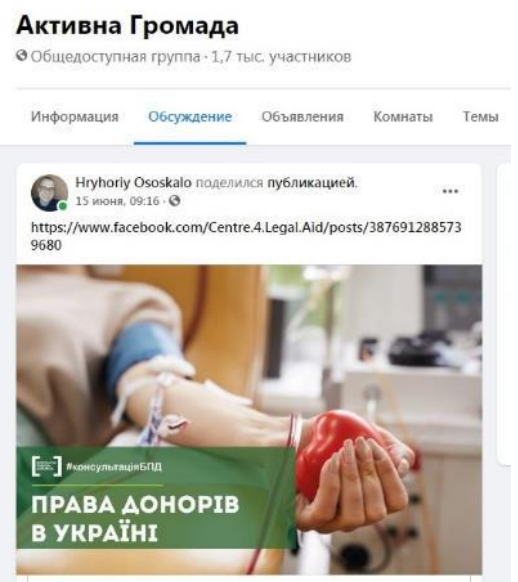 Активна Громада
Общедоступная группа · 1,7 тыс. участников
Информация Обсуждение Объявления Комнаты Темы
Hryhoriy Ososkalo поделился публикацией.
15 июня, 09:16 ·
https://www.facebook.com/Centre.4.Legal.Aid/posts/387691288573
9680
#консультаціяБПД
ПРАВА ДОНОРІВ
В УКРАЇНІ